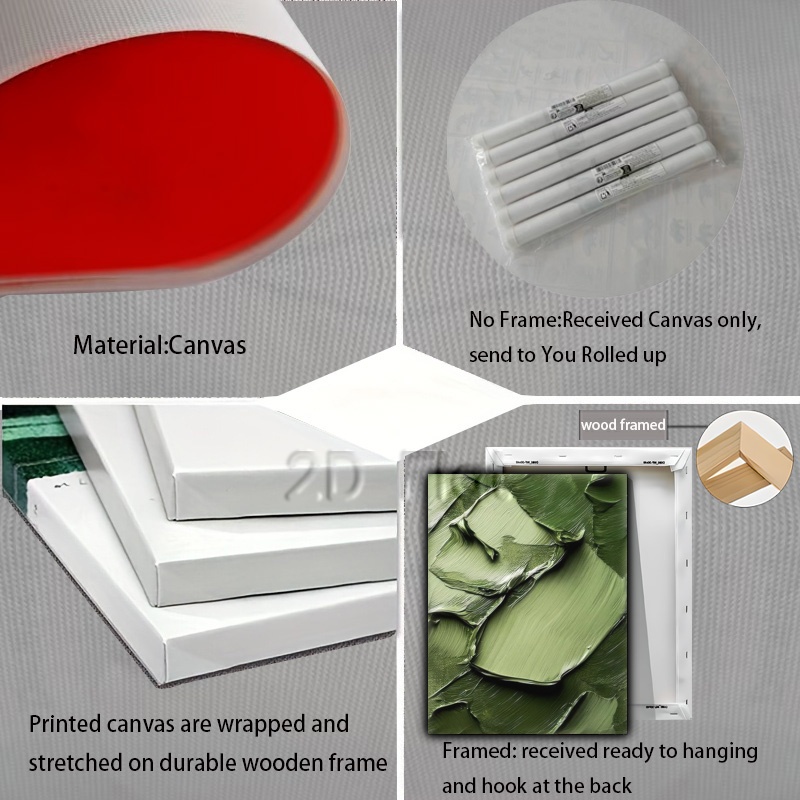 Material:Canvas
No Frame:Received Canvas only,
send to You Rolled up
wood framed
2D
Printed canvas are wrapped and
stretched on durable wooden frame
Framed: received ready to hanging
and hook at the back